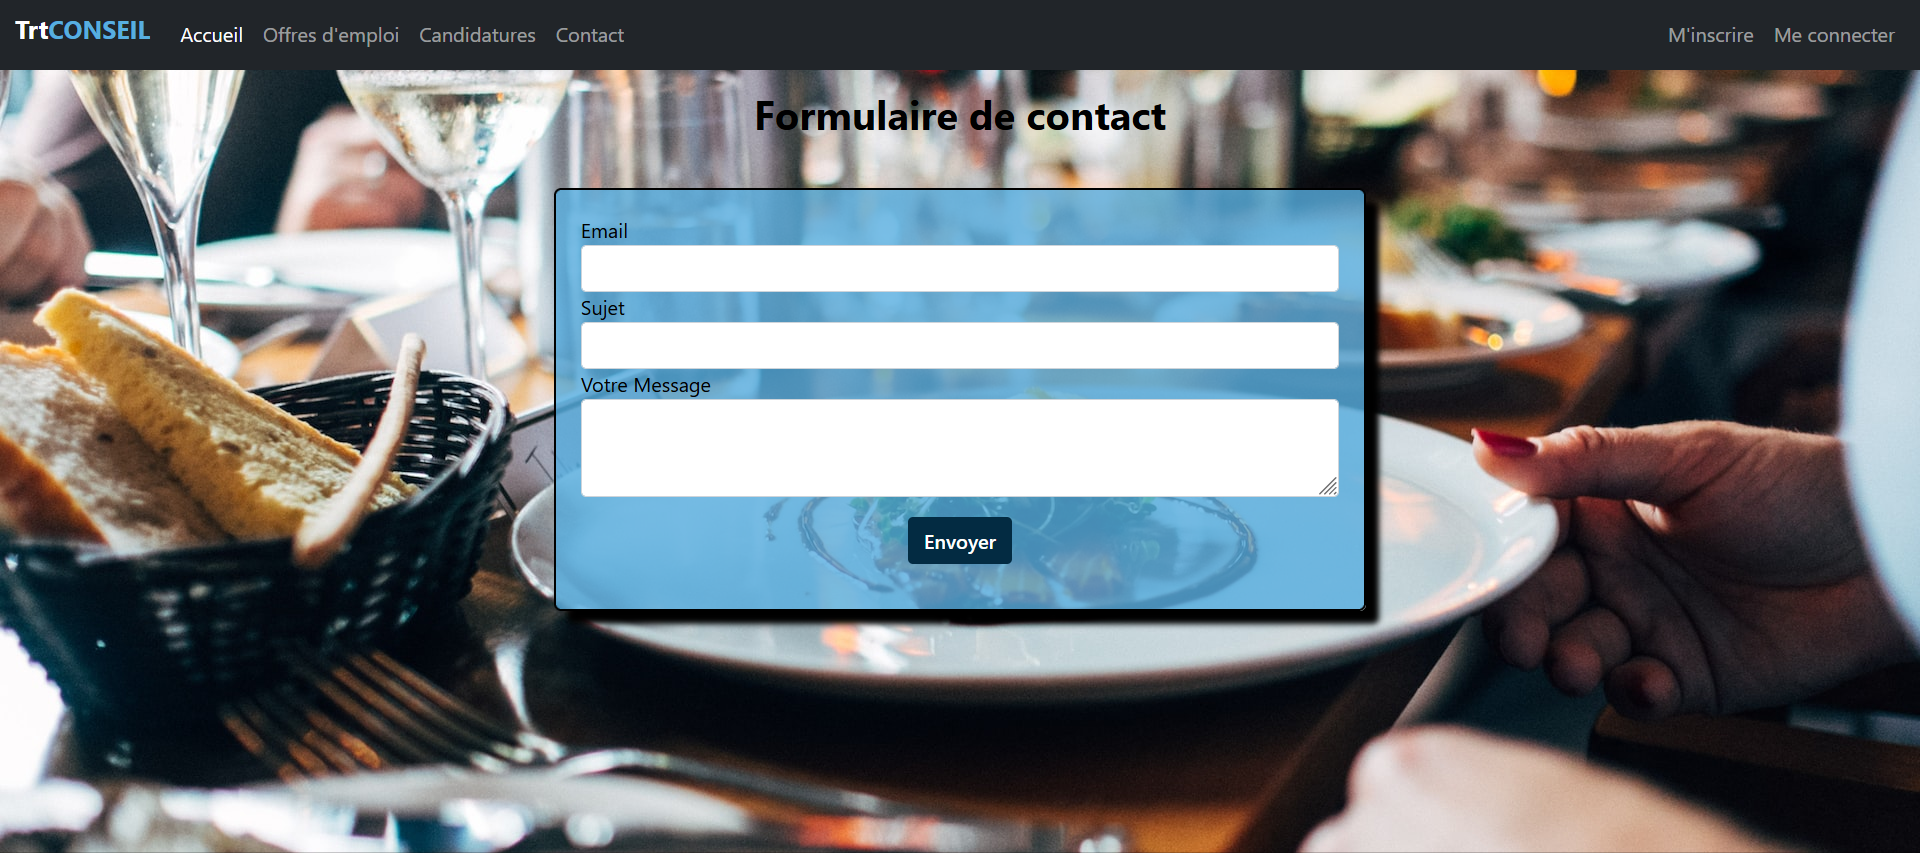 TrtCONSEIL Accueil Offres d'emploi Candidatures Contact M'inscrire Me connecter
Formulaire de contact
Email
Sujet
Votre Message
Envoyer